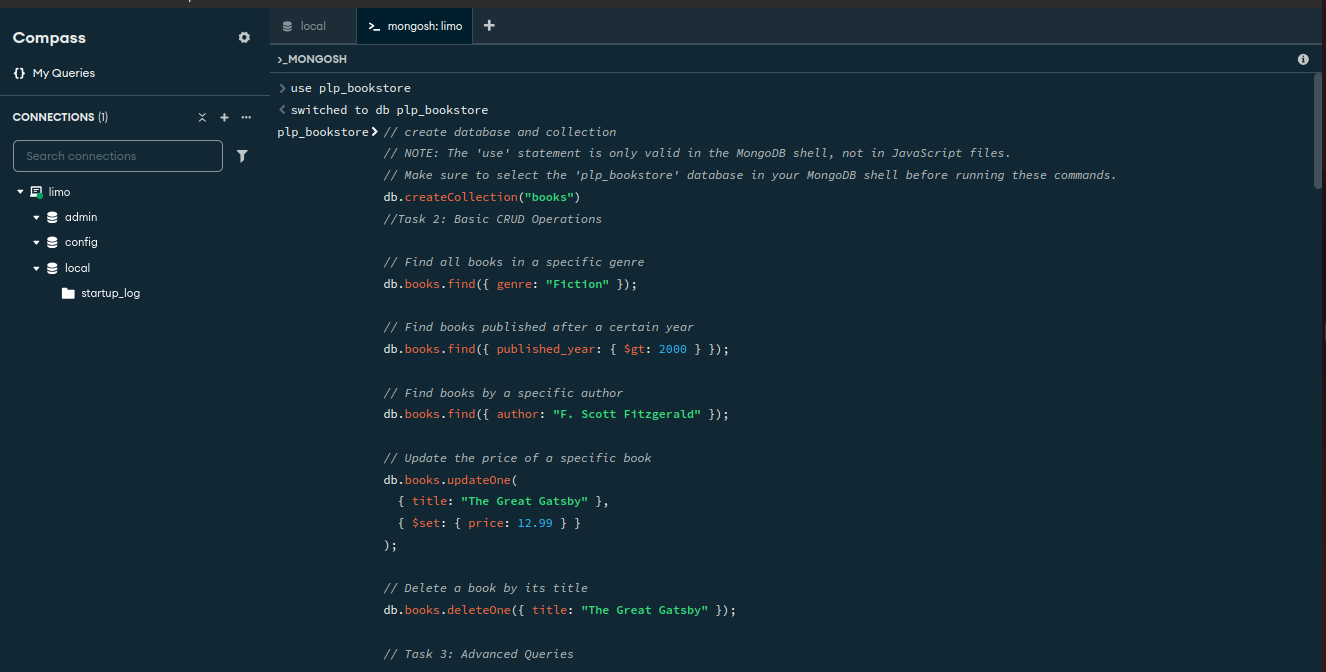 Compass
{} My Queries
CONNECTIONS (1)
Search connections
limo
admin
config
local
startup_log
local
>_ mongosh: limo
>_MONGOSH
> use plp_bookstore
< switched to db plp_bookstore
plp_bookstore> // create database and collection
// NOTE: The 'use' statement is only valid in the MongoDB shell, not in JavaScript files.
// Make sure to select the 'plp_bookstore' database in your MongoDB shell before running these commands.
db.createCollection("books")
//Task 2: Basic CRUD Operations
// Find all books in a specific genre
db.books.find({ genre: "Fiction" });
// Find books published after a certain year
db.books.find({ published_year: { $gt: 2000 } });
// Find books by a specific author
db.books.find({ author: "F. Scott Fitzgerald" });
// Update the price of a specific book
db.books.updateOne(
{ title: "The Great Gatsby" },
{ $set: { price: 12.99 } }
);
// Delete a book by its title
db.books.deleteOne({ title: "The Great Gatsby" });
// Task 3: Advanced Queries